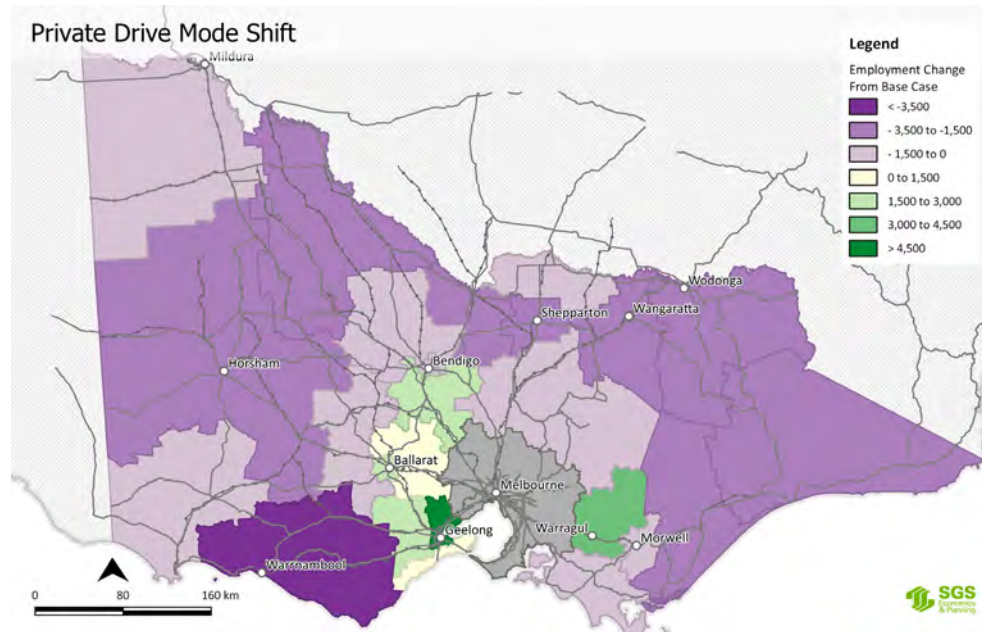 Private Drive Mode Shift
Legend
Employment Change
From Base Case
< -3,500
- 3,500 to -1,500
- 1,500 to 0
0 to 1,500
1,500 to 3,000
3,000 to 4,500
> 4,500
Mildura
Wodonga
Wangaratta
Shepparton
Bendigo
Horsham
Ballarat
Melbourne
Geelong
Warragul
Morwell
Warrnambool
0 80 160 km
SGS
Economics
& Planning